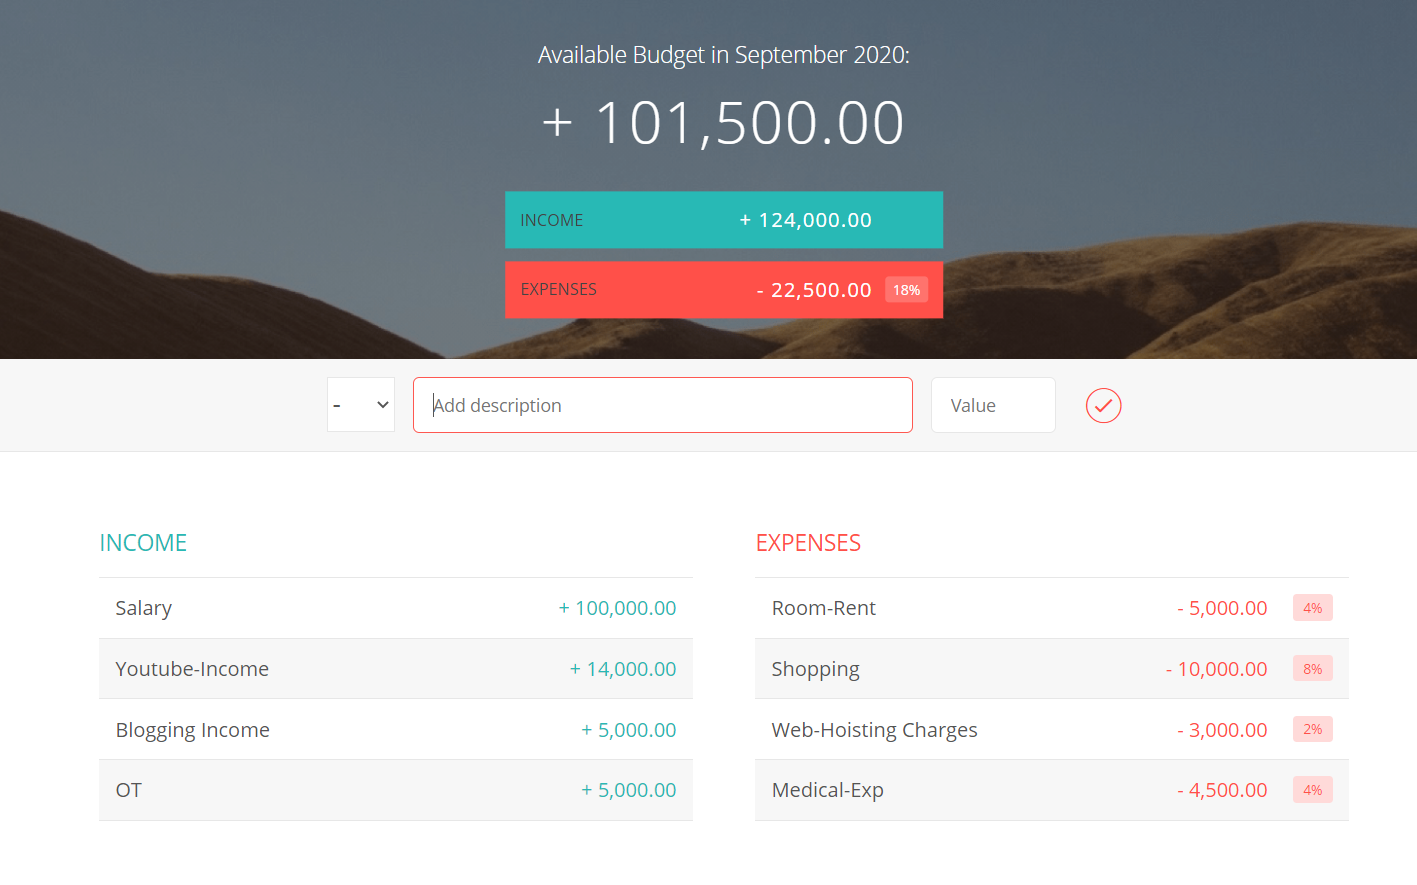 Available Budget in September 2020:
+ 101,500.00
INCOME + 124,000.00
EXPENSES - 22,500.00 18%
- Add description Value
INCOME
Salary + 100,000.00
Youtube-Income + 14,000.00
Blogging Income + 5,000.00
OT + 5,000.00
EXPENSES
Room-Rent - 5,000.00 4%
Shopping - 10,000.00 8%
Web-Hoisting Charges - 3,000.00 2%
Medical-Exp - 4,500.00 4%